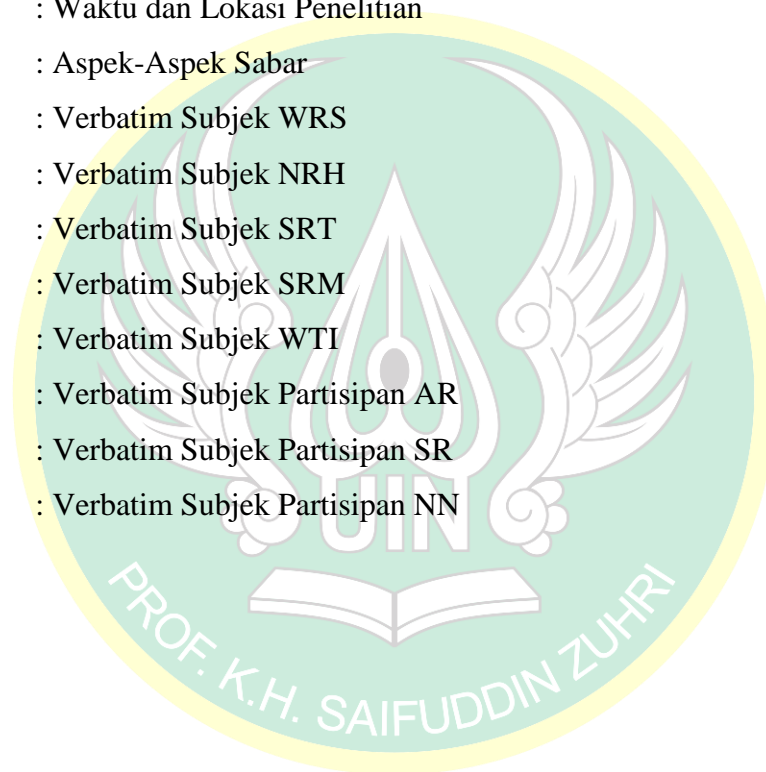 : Waktu dan Lokasi Penelitian
: Aspek-Aspek Sabar
: Verbatim Subjek WRS
: Verbatim Subjek NRH
: Verbatim Subjek SRT
: Verbatim Subjek SRM
: Verbatim Subjek WTI
: Verbatim Subjek Partisipan AR
: Verbatim Subjek Partisipan SR
: Verbatim Subjek Partisipan NN
UIN
PROF. K.H. SAIFUDDIN ZUHRI